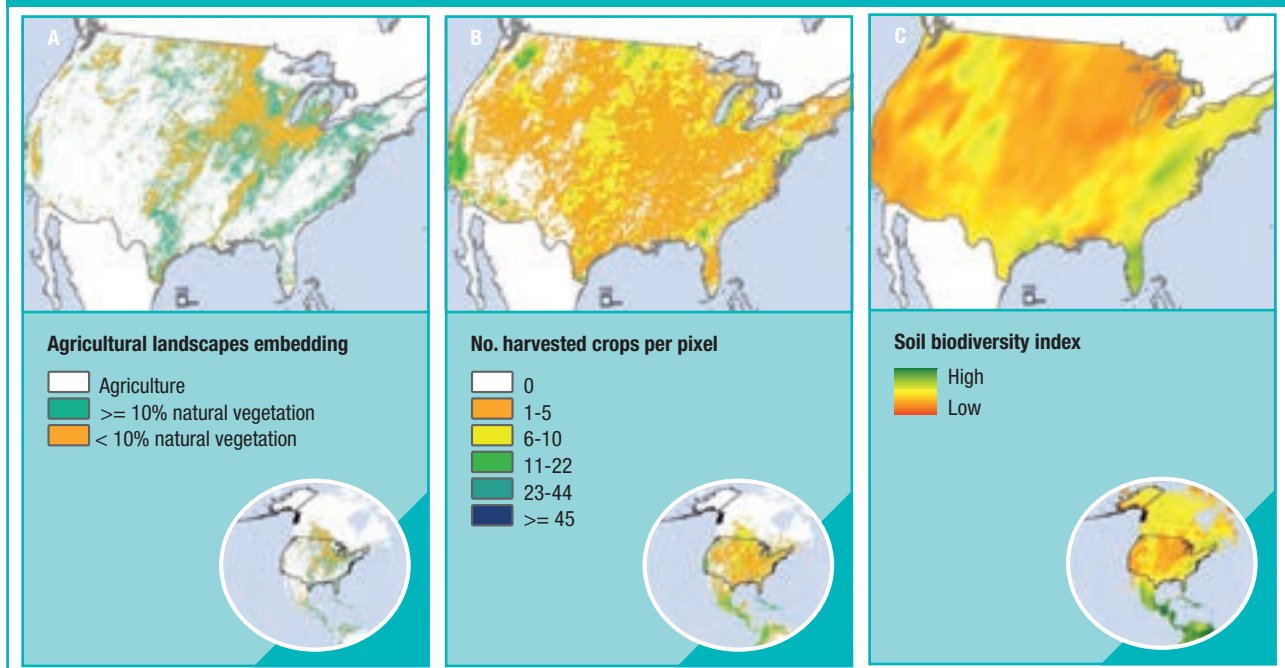 A
B
C
Agricultural landscapes embedding
Agriculture
>= 10% natural vegetation
< 10% natural vegetation
No. harvested crops per pixel
0
1-5
6-10
11-22
23-44
>= 45
Soil biodiversity index
High
Low